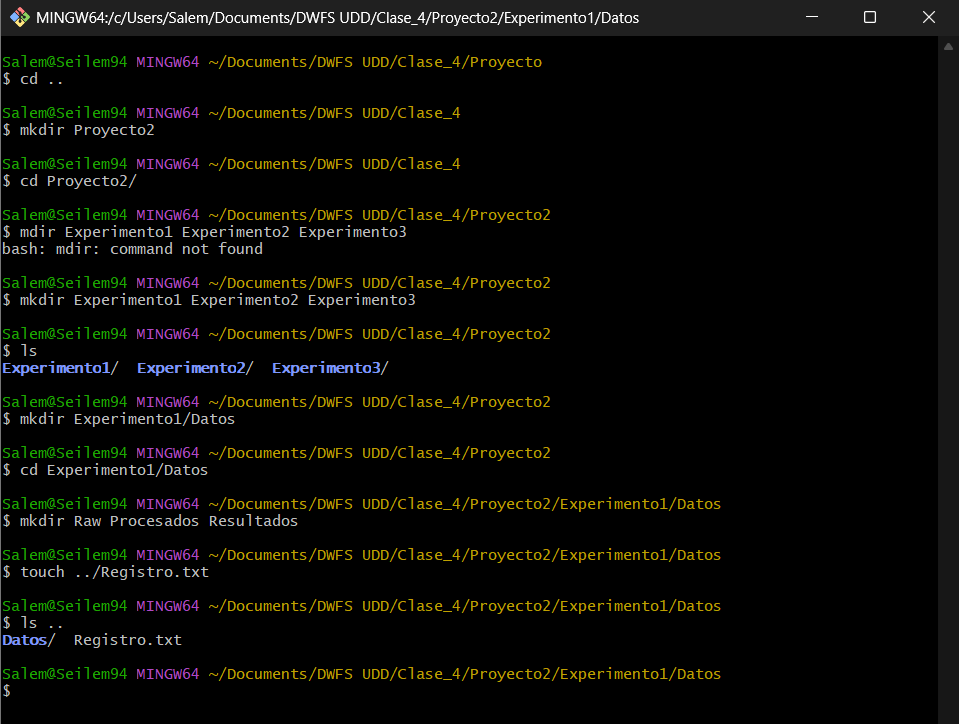 MINGW64:/c/Users/Salem/Documents/DWFS UDD/Clase_4/Proyecto2/Experimento1/Datos
Salem@Seilem94 MINGW64 ~/Documents/DWFS UDD/Clase_4/Proyecto
$ cd ..
Salem@Seilem94 MINGW64 ~/Documents/DWFS UDD/Clase_4
$ mkdir Proyecto2
Salem@Seilem94 MINGW64 ~/Documents/DWFS UDD/Clase_4
$ cd Proyecto2/
Salem@Seilem94 MINGW64 ~/Documents/DWFS UDD/Clase_4/Proyecto2
$ mdir Experimento1 Experimento2 Experimento3
bash: mdir: command not found
Salem@Seilem94 MINGW64 ~/Documents/DWFS UDD/Clase_4/Proyecto2
$ mkdir Experimento1 Experimento2 Experimento3
Salem@Seilem94 MINGW64 ~/Documents/DWFS UDD/Clase_4/Proyecto2
$ ls
Experimento1/  Experimento2/  Experimento3/
Salem@Seilem94 MINGW64 ~/Documents/DWFS UDD/Clase_4/Proyecto2
$ mkdir Experimento1/Datos
Salem@Seilem94 MINGW64 ~/Documents/DWFS UDD/Clase_4/Proyecto2
$ cd Experimento1/Datos
Salem@Seilem94 MINGW64 ~/Documents/DWFS UDD/Clase_4/Proyecto2/Experimento1/Datos
$ mkdir Raw Procesados Resultados
Salem@Seilem94 MINGW64 ~/Documents/DWFS UDD/Clase_4/Proyecto2/Experimento1/Datos
$ touch ../Registro.txt
Salem@Seilem94 MINGW64 ~/Documents/DWFS UDD/Clase_4/Proyecto2/Experimento1/Datos
$ ls ..
Datos/  Registro.txt
Salem@Seilem94 MINGW64 ~/Documents/DWFS UDD/Clase_4/Proyecto2/Experimento1/Datos
$